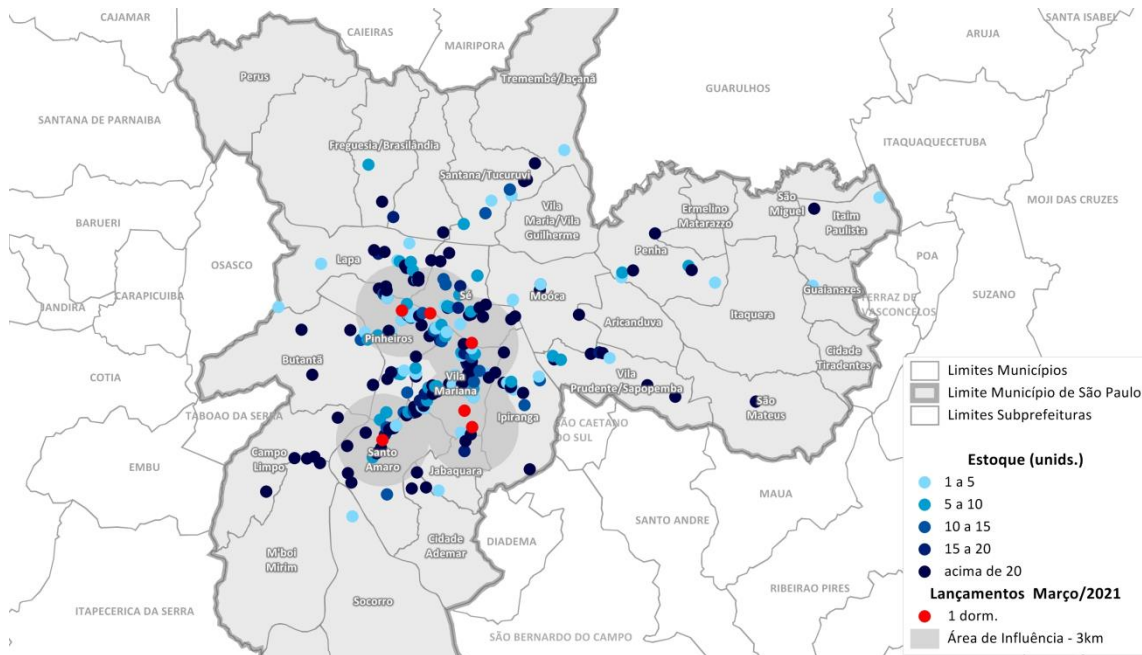 CAJAMAR
SANTA ISABEL
CAIEIRAS
ARUJA
MAIRIPORA
Perus
Tremembé/Jaçanã
GUARULHOS
SANTANA DE PARNAIBA
Freguesia/Brasilândia
ITAQUAQUECETUBA
Santana/Tucuruvi
São
Miguel
Vila
Maria/Vila
Guilherme
Ermelino
Matarazzo
Itaim
Paulista
MOJI DAS CRUZES
BARUERI
OSASCO
Lapa
Penha
POA
Sé
Moóca
Guaianazes
SUZANO
JANDIRA
CARAPICUIBA
Aricanduva
Itaquera
TERRAZ DE
VASCONCELOS
Pinheiros
Butantã
Cidade
Tiradentes
COTIA
Vila
Mariana
Vila
Prudente/Sapopemba
São
Mateus
TABOAO DA SERRA
Ipiranga
SÃO CAETANO
DO SUL
Campo
Limpo
Santo
Amaro
Jabaquara
EMBU
MAUA
SANTO ANDRE
Cidade
Ademar
DIADEMA
M'boi
Mirim
RIBEIRAO PIRES
Socorro
ITAPECERICA DA SERRA
SÃO BERNARDO DO CAMPO
Limites Municípios
Limite Município de São Paulo
Limites Subprefeituras
Estoque (unids.)
1 a 5
5 a 10
10 a 15
15 a 20
acima de 20
Lançamentos Março/2021
1 dorm.
Área de Influência - 3km